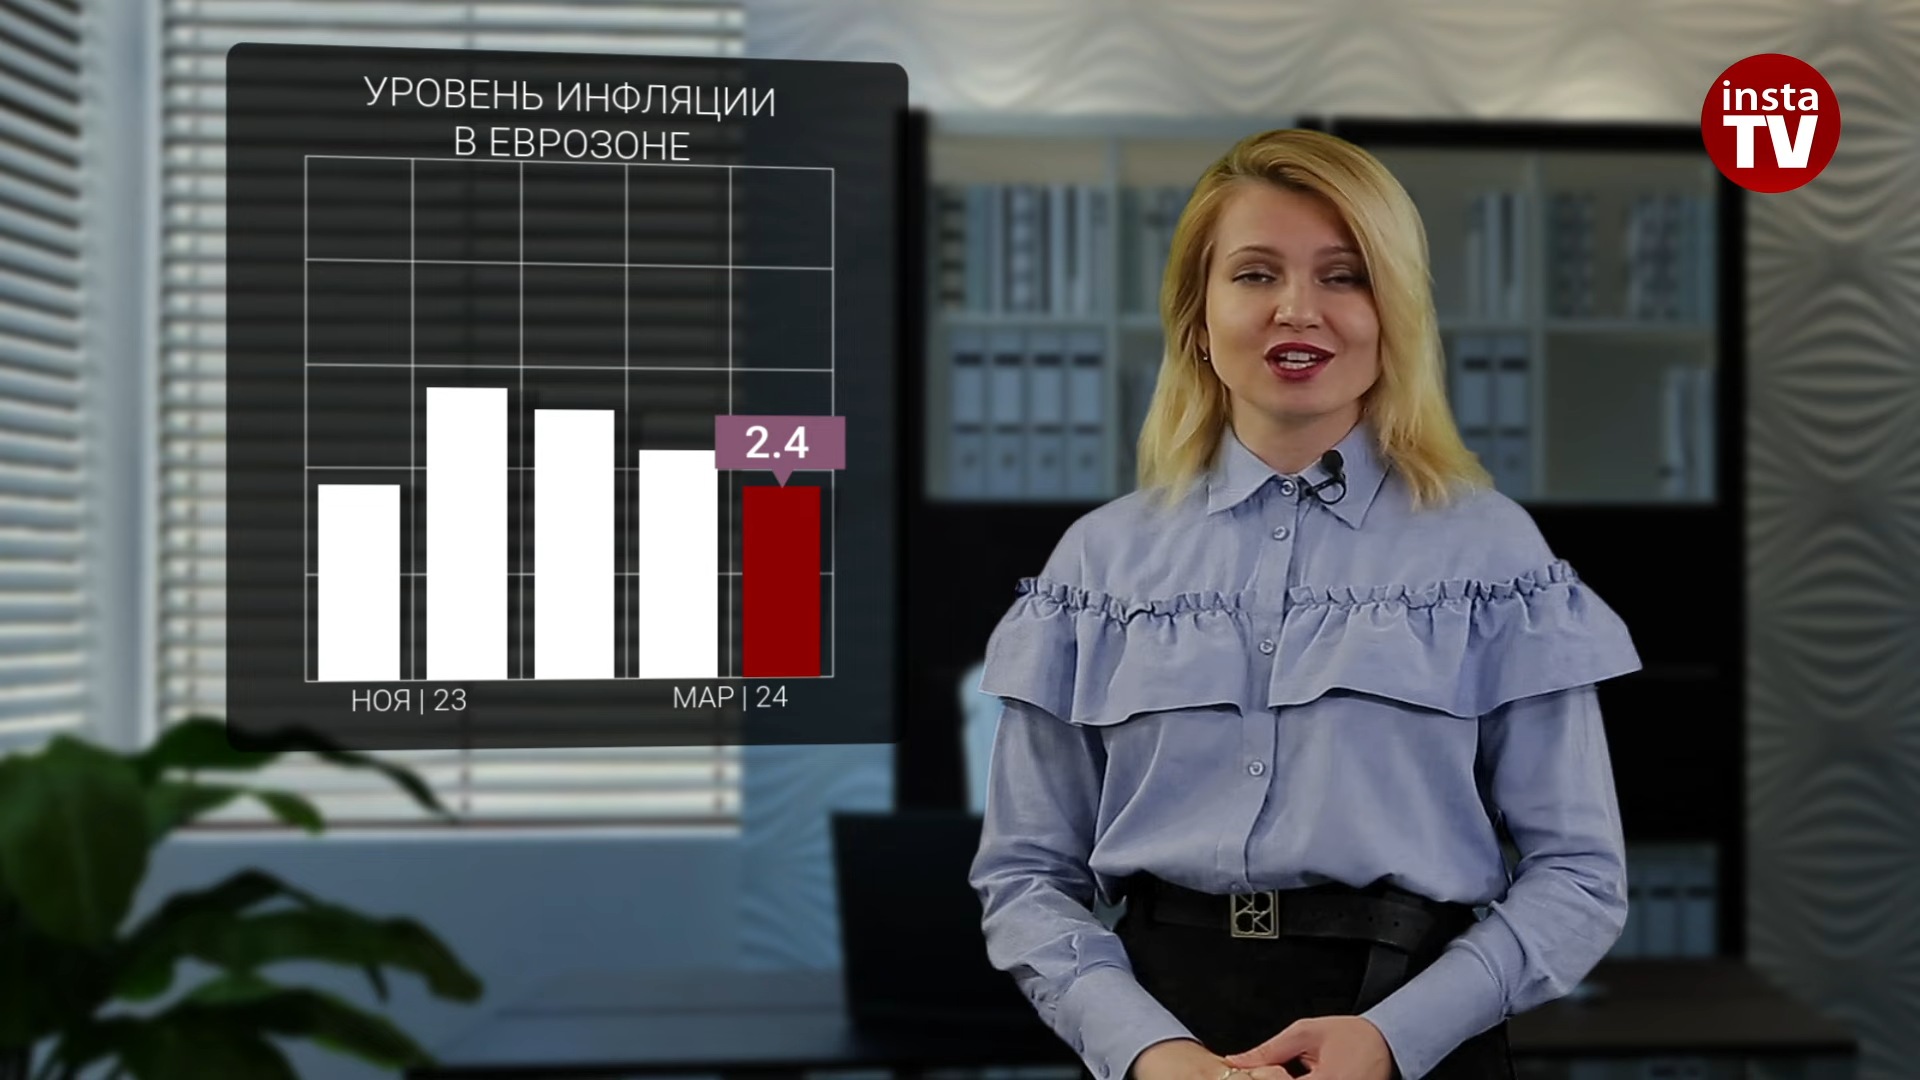 УРОВЕНЬ ИНФЛЯЦИИ
В ЕВРОЗОНЕ
insta
TV
2.4
НОЯ | 23
МАР | 24